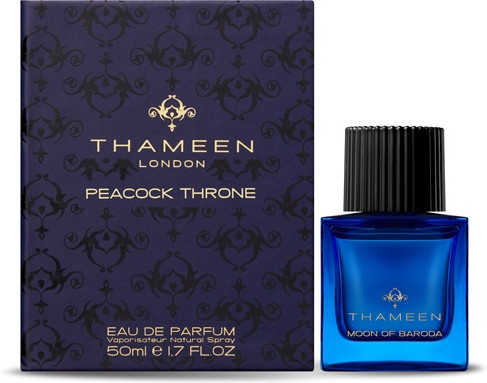 THAMEEN
LONDON
PEACOCK THRONE
EAU DE PARFUM
Vaporisateur Natural Spray
50ml e 1.7 FL.OZ
THAMEEN
MOON OF BARODA